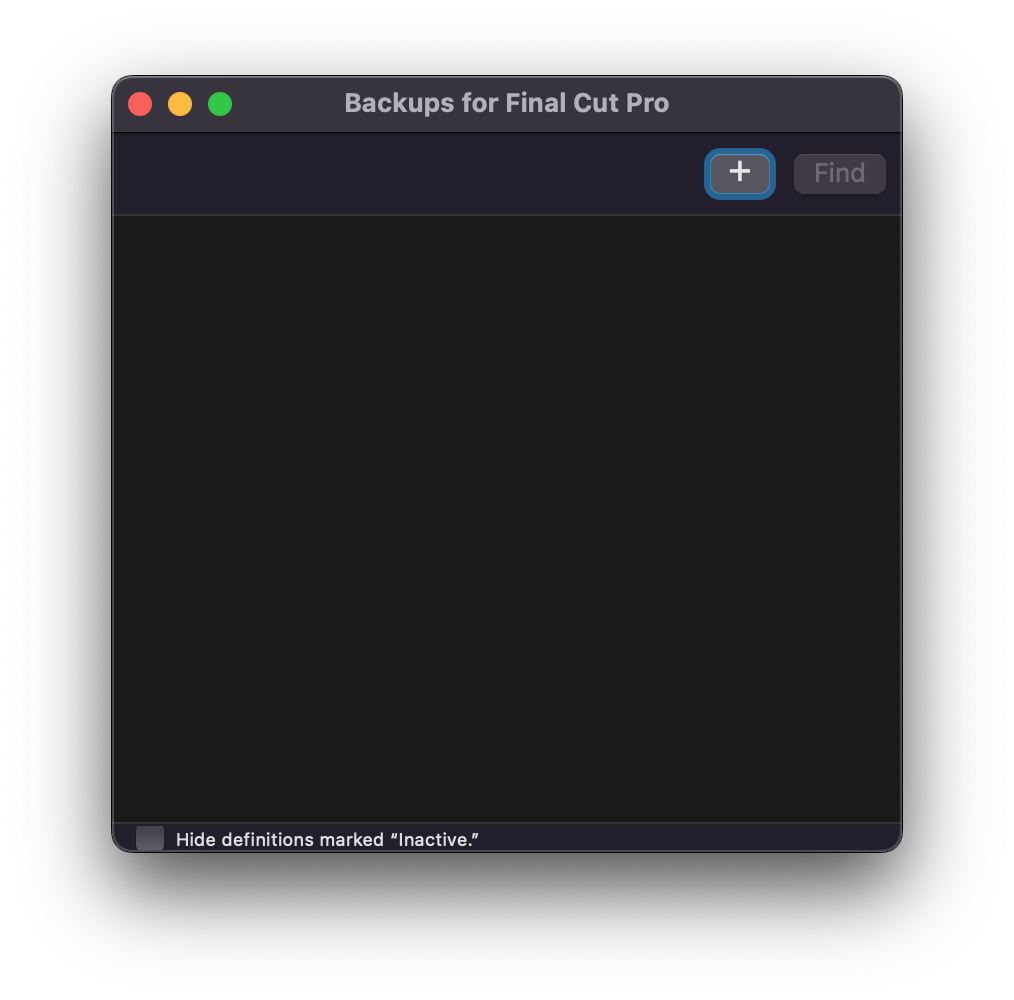 Backups for Final Cut Pro
+
Find
Hide definitions marked “Inactive.”